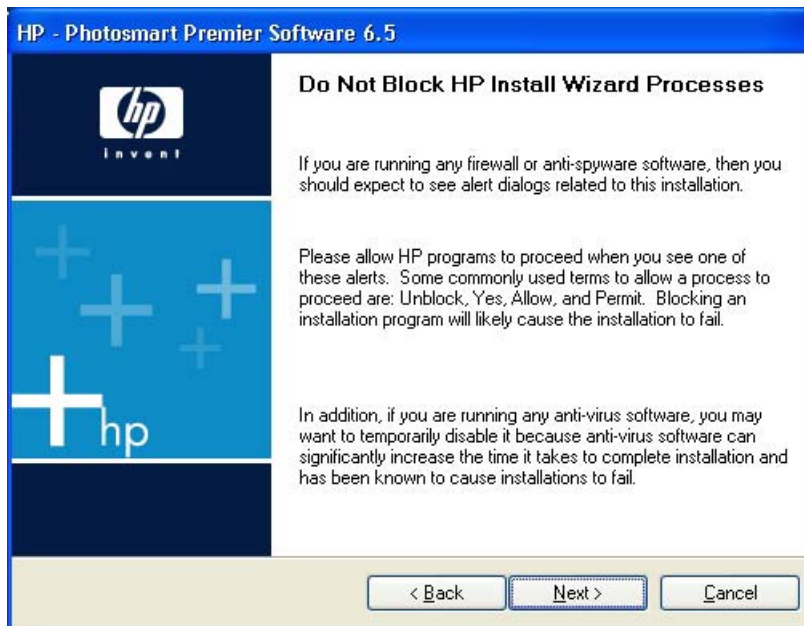 HP - Photosmart Premier Software 6.5
hp
invent
hp
Do Not Block HP Install Wizard Processes
If you are running any firewall or anti-spyware software, then you
should expect to see alert dialogs related to this installation.
Please allow HP programs to proceed when you see one of
these alerts. Some commonly used terms to allow a process to
proceed are: Unblock, Yes, Allow, and Permit. Blocking an
installation program will likely cause the installation to fail.
In addition, if you are running any anti-virus software, you may
want to temporarily disable it because anti-virus software can
significantly increase the time it takes to complete installation and
has been known to cause installations to fail.
< Back
Next >
Cancel